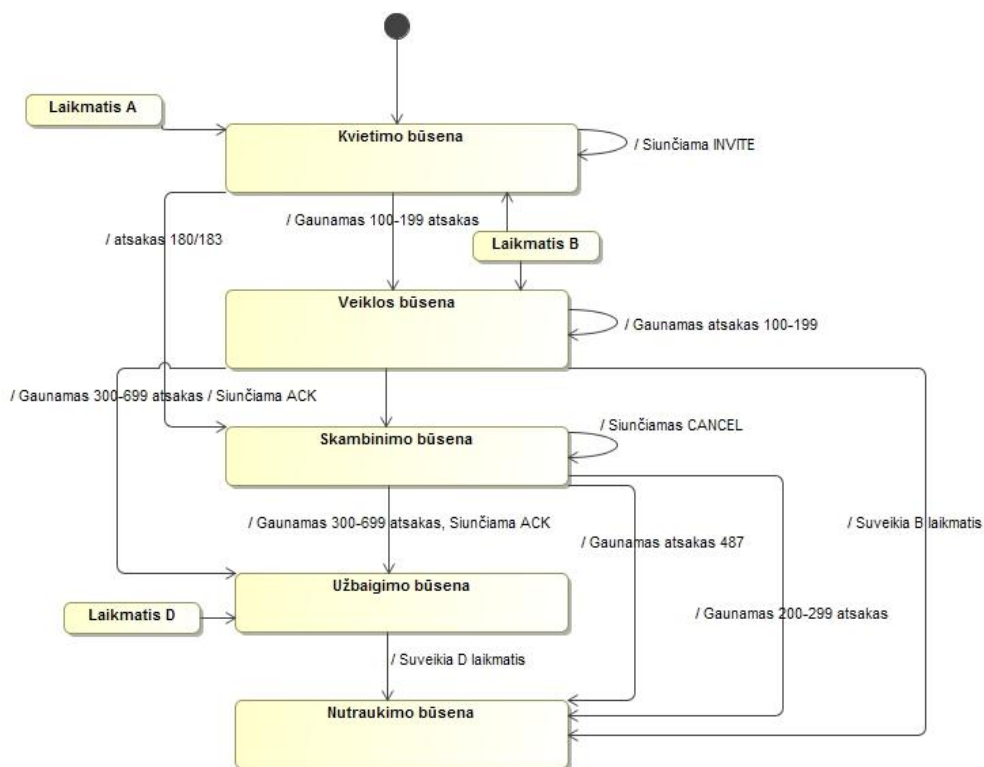 Laikmatis A
Kvietimo būsena
/ Siunčiama INVITE
/ Gaunamas 100-199 atsakas
/ atsakas 180/183
Laikmatis B
Veiklos būsena
/ Gaunamas atsakas 100-199
/ Gaunamas 300-699 atsakas / Siunčiama ACK
/ Siunčiamas CANCEL
Skambinimo būsena
/ Gaunamas 300-699 atsakas, Siunčiama ACK
/ Suveikia B laikmatis
/ Gaunamas atsakas 487
Užbaigimo būsena
Laikmatis D
/ Gaunamas 200-299 atsakas
/ Suveikia D laikmatis
Nutraukimo būsena